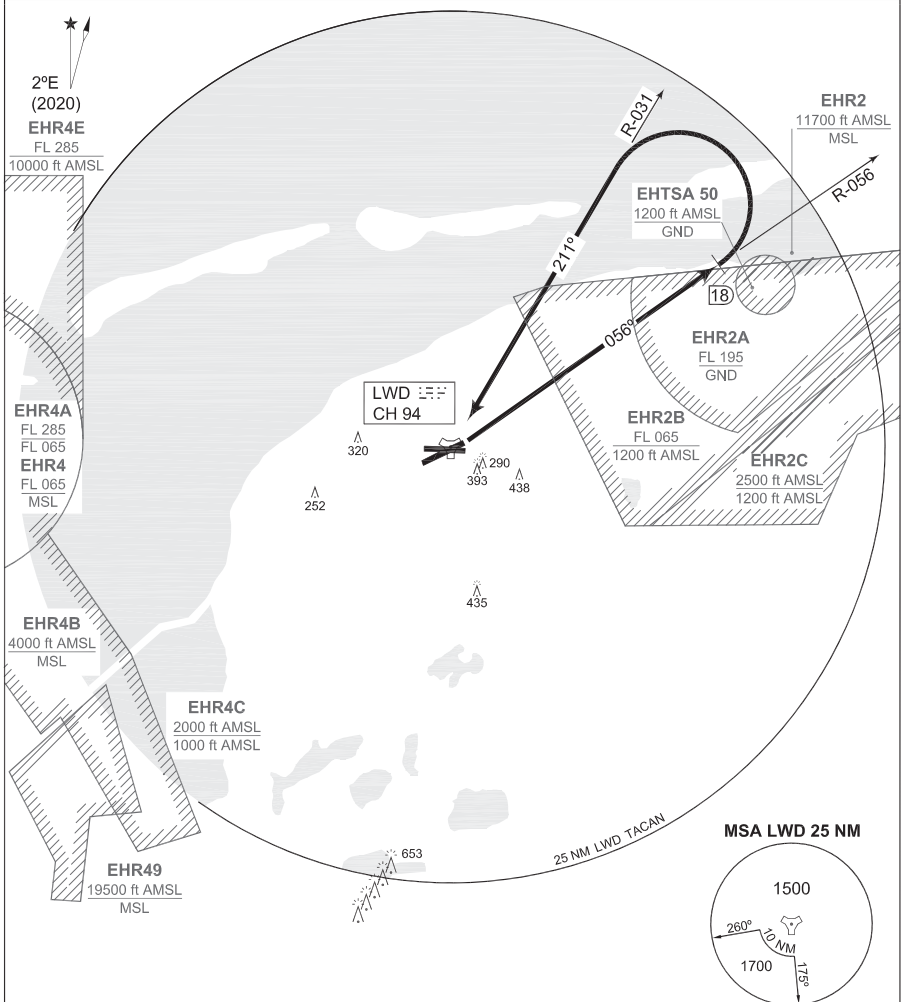 2ºE
(2020)
EHR4E
FL 285
10000 ft AMSL
R-031
EHR2
11700 ft AMSL
MSL
R-056
EHTSA 50
1200 ft AMSL
GND
211º
18
056º
EHR2A
FL 195
GND
LWD
CH 94
EHR4A
FL 285
FL 065
EHR4
FL 065
MSL
EHR2B
FL 065
1200 ft AMSL
EHR2C
2500 ft AMSL
1200 ft AMSL
320
290
393
438
252
435
EHR4B
4000 ft AMSL
MSL
EHR4C
2000 ft AMSL
1000 ft AMSL
25 NM LWD TACAN
653
EHR49
19500 ft AMSL
MSL
MSA LWD 25 NM
1500
260º
10 NM
1700
175º